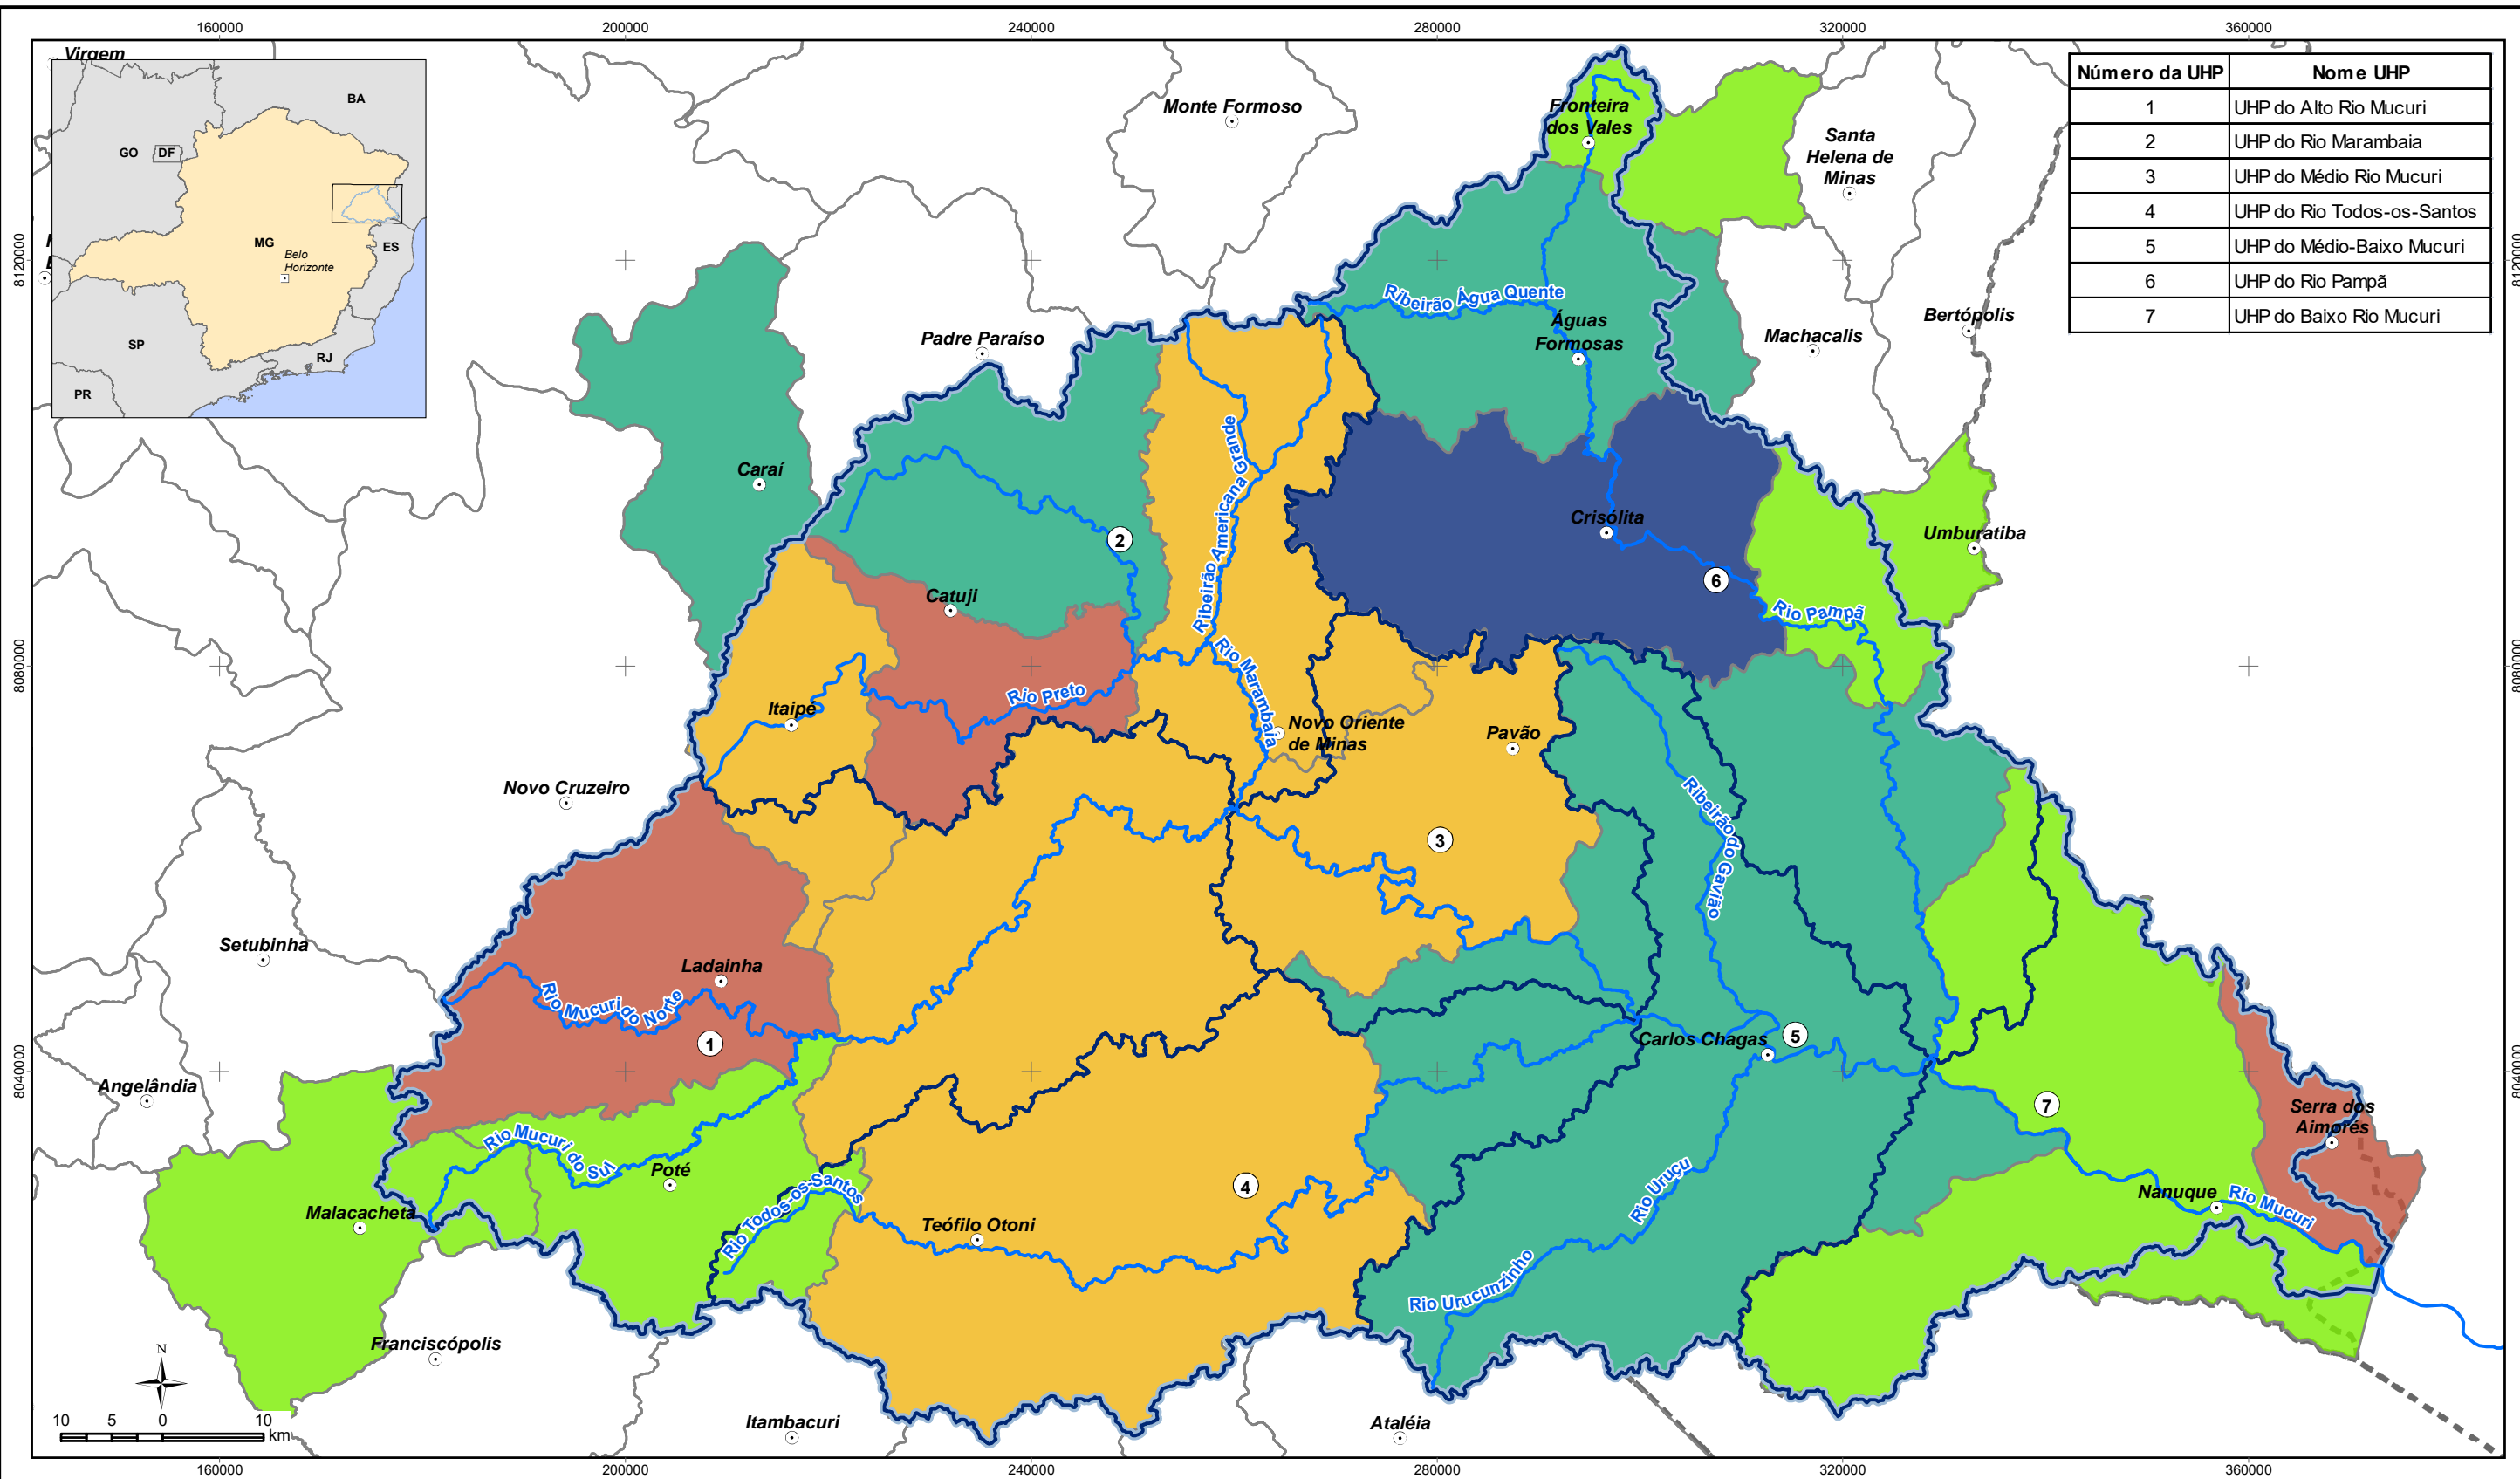 160000
200000
240000
280000
320000
360000
Virgem
BA
GO
DF
MG
Belo
Horizonte
ES
SP
RJ
PR
Número da UHP Nome UHP
1 UHP do Alto Rio Mucuri
2 UHP do Rio Marambaia
3 UHP do Médio Rio Mucuri
4 UHP do Rio Todos-os-Santos
5 UHP do Médio-Baixo Mucuri
6 UHP do Rio Pampã
7 UHP do Baixo Rio Mucuri
Monte Formoso
Fronteira
dos Vales
Santa
Helena de
Minas
8120000
8120000
Ribeirão Água Quente
Águas
Formosas
Padre Paraíso
Machacalis
Bertópolis
Caraí
Ribeirão Americana Grande
Crisólita
Umburatiba
2
6
Catuji
Rio Pampã
8080000
8080000
Rio Marambaia
Rio Preto
Itaipé
Novo Oriente
de Minas
Pavão
Novo Cruzeiro
Ribeirão do Gavião
3
Setubinha
Ladainha
Rio Mucuri do Norte
1
Carlos Chagas
5
8040000
8040000
Angelândia
7
Serra dos
Aimorés
Rio Mucuri do Sul
Poté
Rio Todos-os-Santos
4
Rio Uruçu
Nanuque
Rio Mucuri
Malacacheta
Teófilo Otoni
Rio Urucunzinho
Franciscópolis
N
10 5 0 10
km
Itambacuri
Ataléia
160000
200000
240000
280000
320000
360000